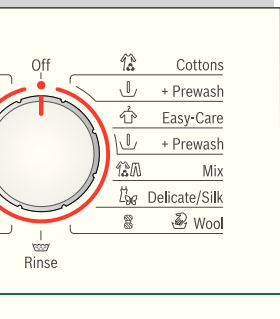 Off
Cottons
+ Prewash
Easy-Care
+ Prewash
Mix
Delicate/Silk
Wool
Rinse